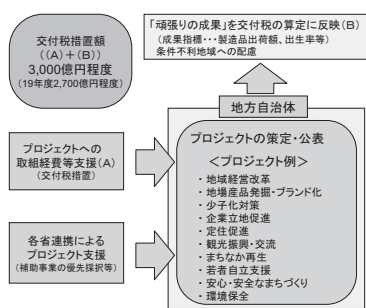 「頑張りの成果」を交付税の算定に反映(B)
(成果指標･･･製造品出荷額、出生率等)
条件不利地域への配慮
交付税措置額
((A)+(B))
3,000億円程度
(19年度2,700億円程度)
地方自治体
プロジェクトの策定・公表
<プロジェクト例>
・地域経営改革
・地場産品発掘・ブランド化
・少子化対策
・企業立地促進
・定住促進
・観光振興・交流
・まちなか再生
・若者自立支援
・安心・安全なまちづくり
・環境保全
プロジェクトへの
取組経費等支援(A)
(交付税措置)
各省連携による
プロジェクト支援
(補助事業の優先採択等)